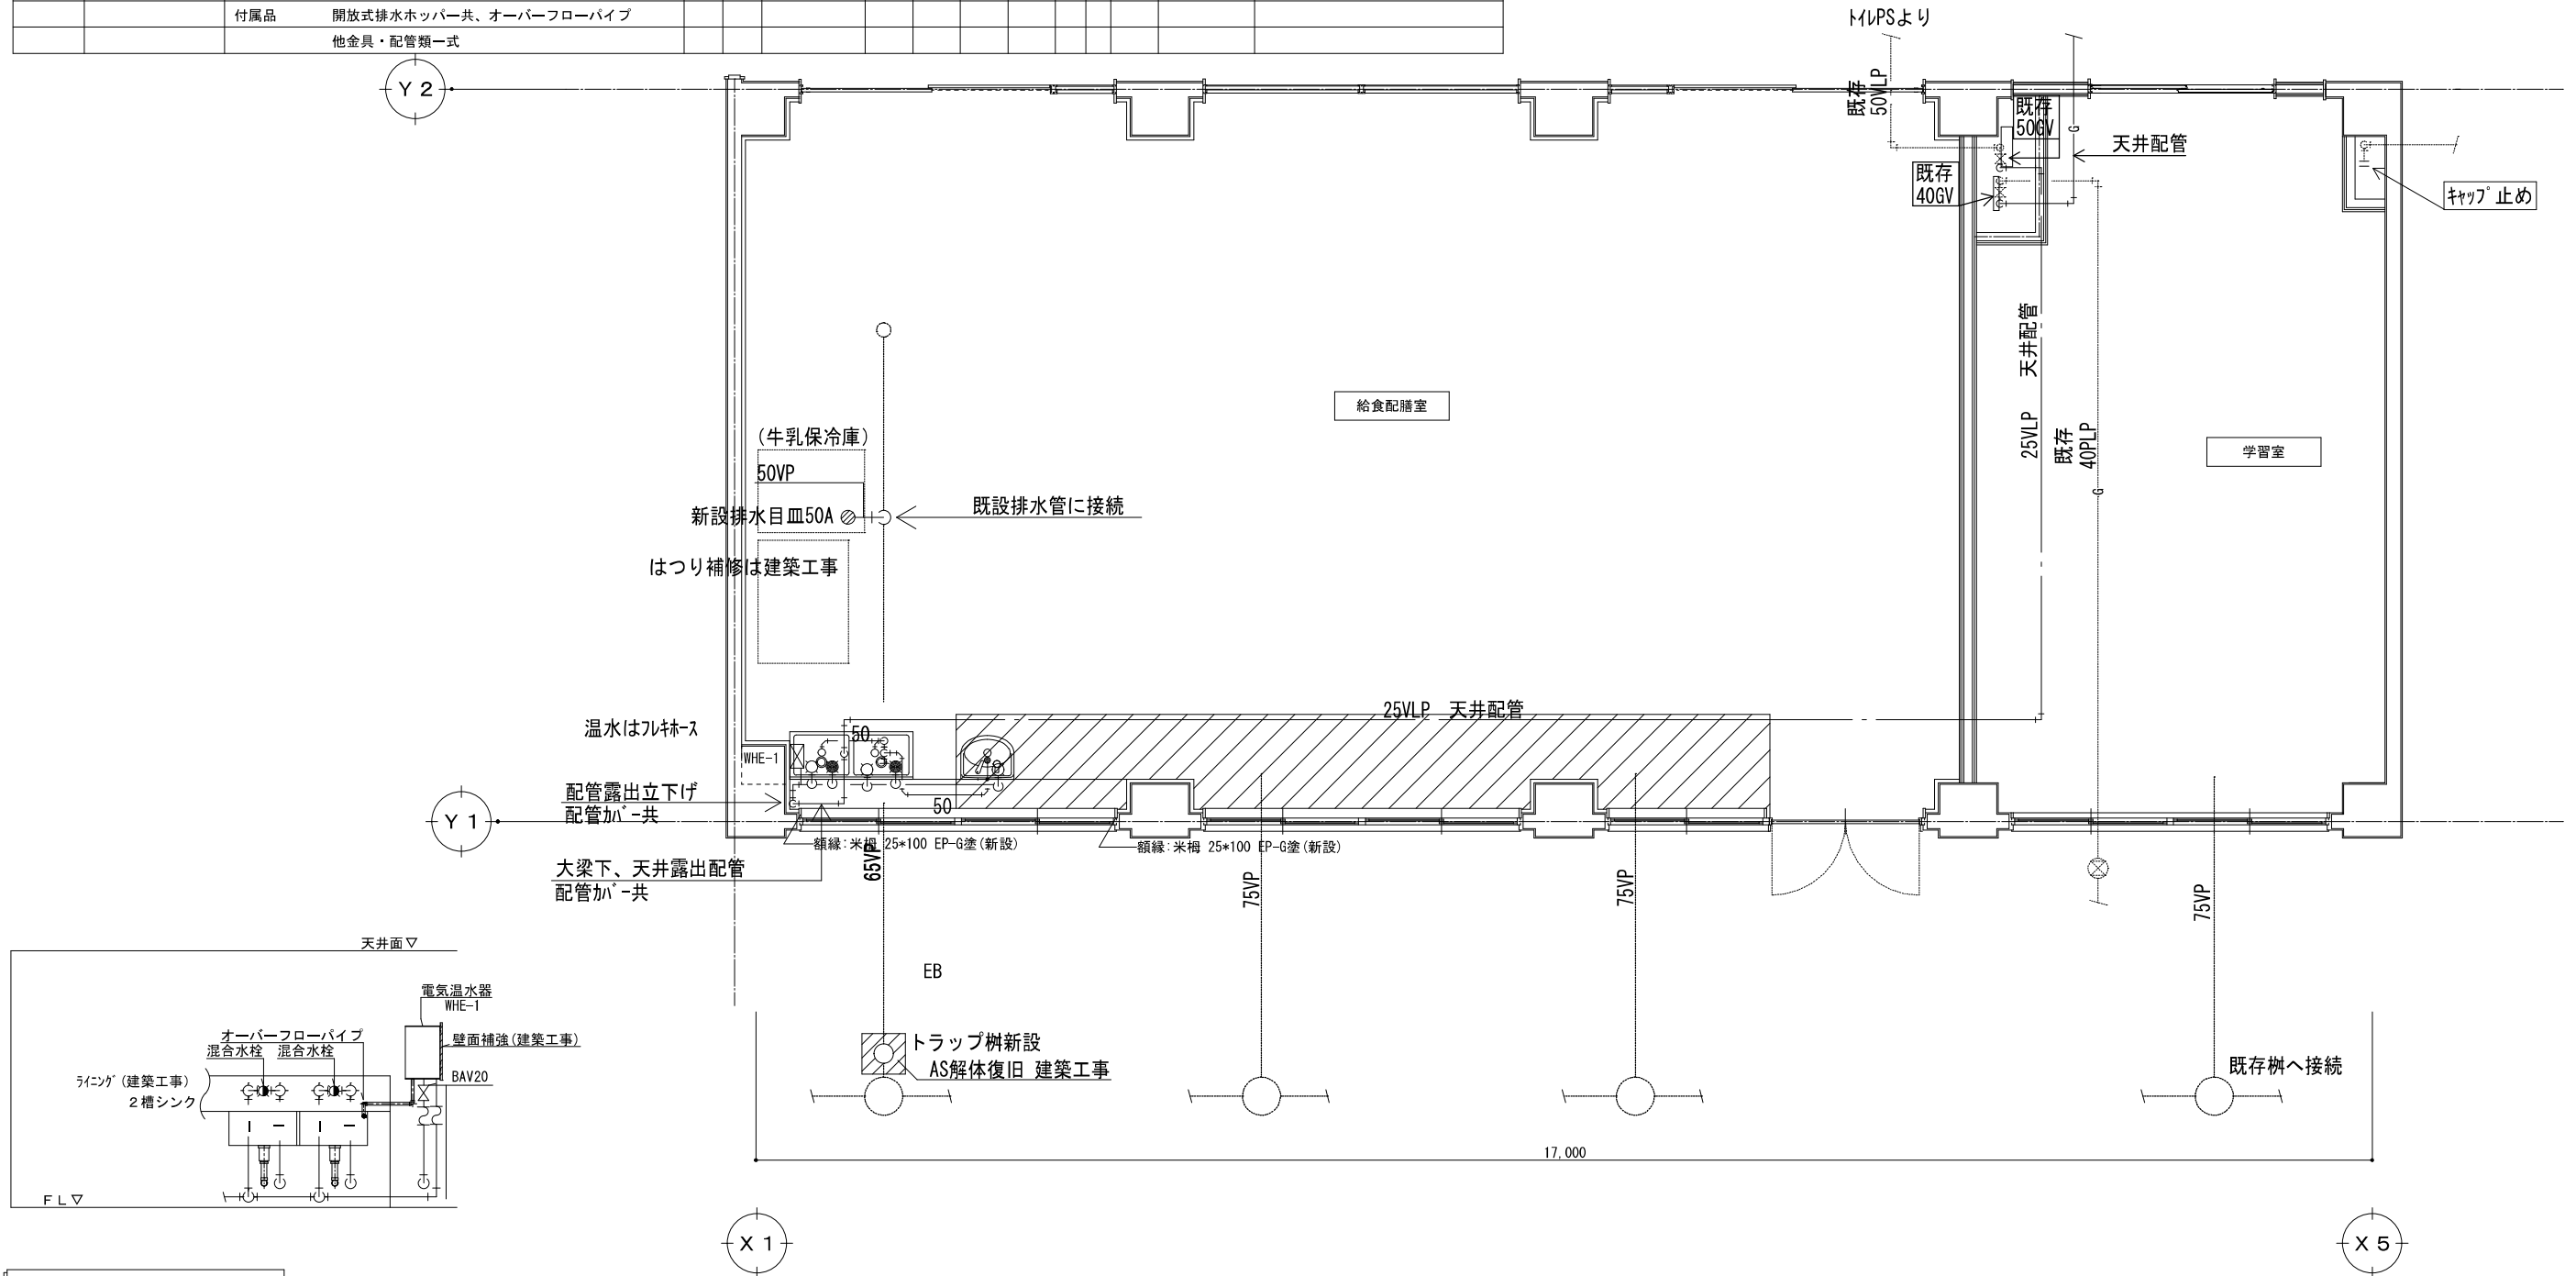 付属品 開放式排水ホッパー共、オーバーフローパイプ
他金具・配管類一式
トイレPSより
Y 2
既存
50VLP
既存
50GV
G
天井配管
既存
40GV
キャップ止め
25VLP 天井配管
既存
40PLP
G
給食配膳室
学習室
(牛乳保冷庫)
50VP
新設排水目皿50A
既設排水管に接続
はつり補修は建築工事
25VLP 天井配管
温水はフレキホース
50
WHE-1
配管露出立下げ
配管カバー共
50
Y 1
額縁:米栂 25*100 EP-G塗(新設)
額縁:米栂 25*100 EP-G塗(新設)
大梁下、天井露出配管
配管カバー共
65VP
75VP
75VP
75VP
天井面▽
EB
電気温水器
WHE-1
オーバーフローパイプ
壁面補強(建築工事)
混合水栓 混合水栓
BAV20
ライニング(建築工事)
2槽シンク
トラップ桝新設
AS解体復旧 建築工事
既存桝へ接続
17,000
FL▽
X 1
X 5